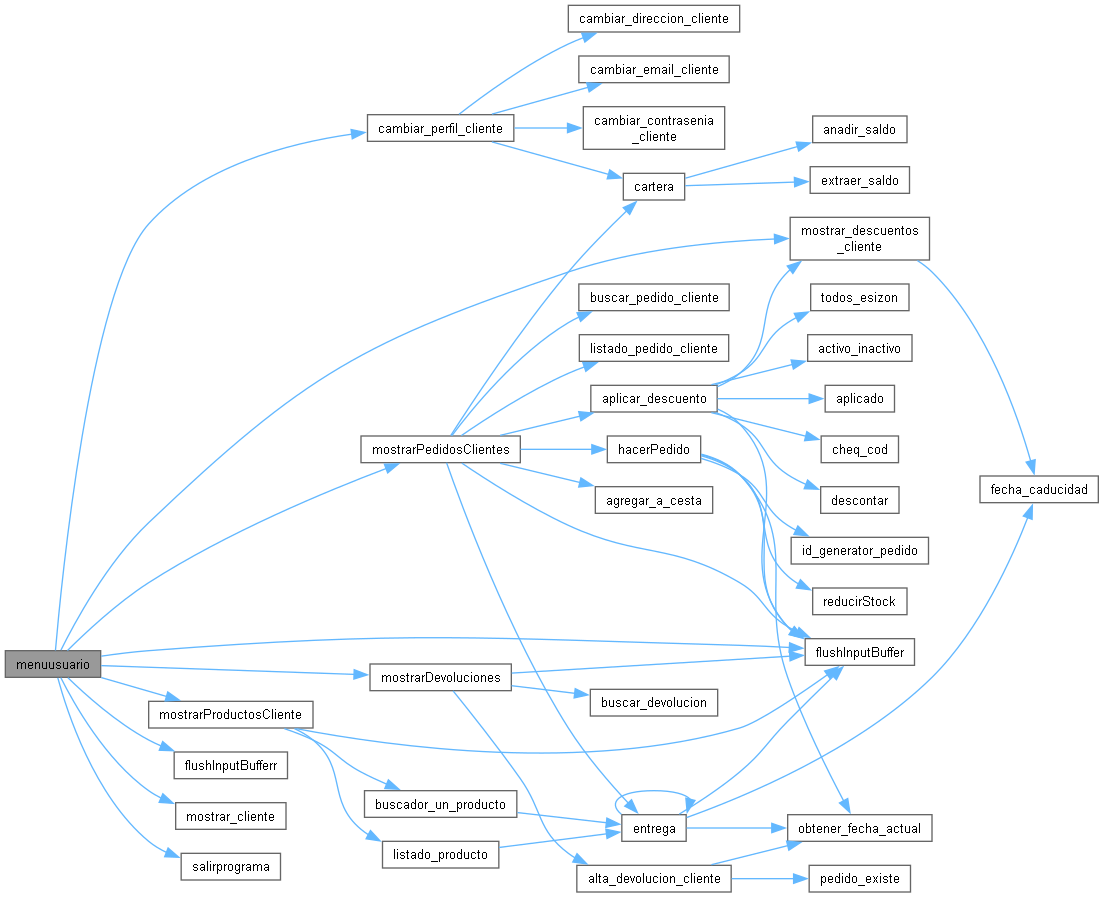 cambiar_direccion_cliente
cambiar_email_cliente
cambiar_perfil_cliente
cambiar_contrasenia
_cliente
anadir_saldo
cartera
extraer_saldo
mostrar_descuentos
_cliente
buscar_pedido_cliente
todos_esizon
listado_pedido_cliente
activo_inactivo
aplicar_descuento
aplicado
mostrarPedidosClientes
hacerPedido
cheq_cod
fecha_caducidad
agregar_a_cesta
descontar
id_generator_pedido
reducirStock
flushInputBuffer
menuusuario
mostrarDevoluciones
buscar_devolucion
mostrarProductosCliente
flushInputBufferr
buscador_un_producto
mostrar_cliente
entrega
obtener_fecha_actual
listado_producto
salirprograma
alta_devolucion_cliente
pedido_existe